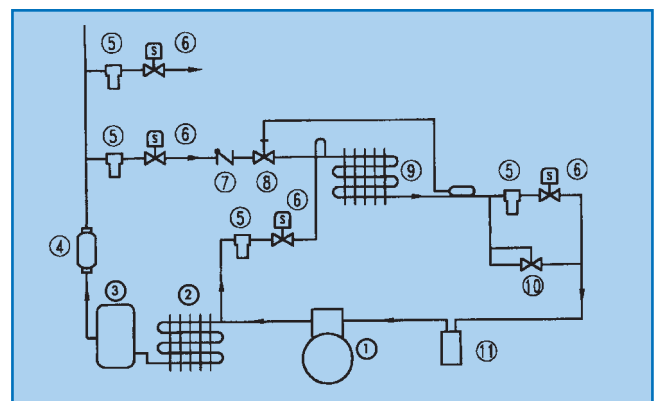 ⑤ ⑥
S
⑤ ⑥
S
⑦ ⑧
⑨
⑤ ⑥
S
⑤ ⑥
S
④
③ ②
①
⑩
⑪